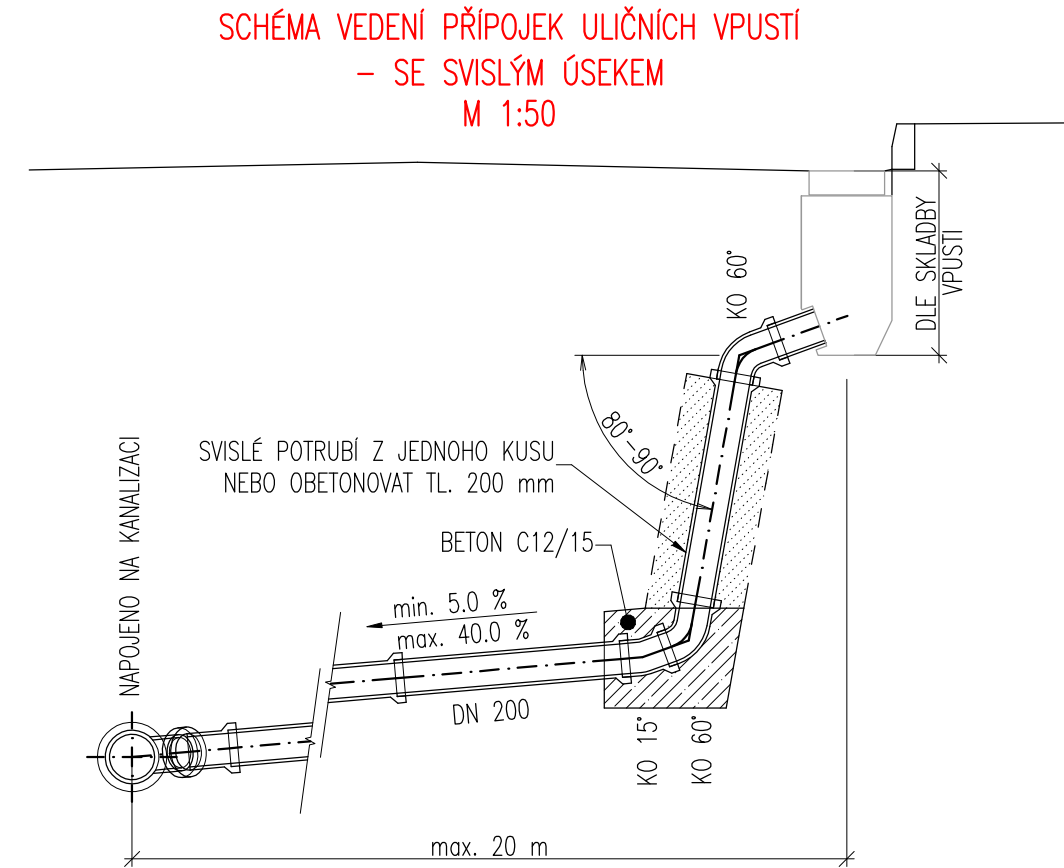 SCHÉMA VEDENÍ PŘÍPOJEK ULIČNÍCH VPUSTÍ
– SE SVISLÝM ÚSEKEM
M 1:50
DLE SKLADBY
VPUSTI
KO 60°
80°-90°
SVISLÉ POTRUBÍ Z JEDNOHO KUSU
NEBO OBETONOVAT TL. 200 mm
BETON C12/15
NAPOJENO NA KANALIZACI
min. 5.0 %
max. 40.0 %
DN 200
KO 15°
KO 60°
max. 20 m